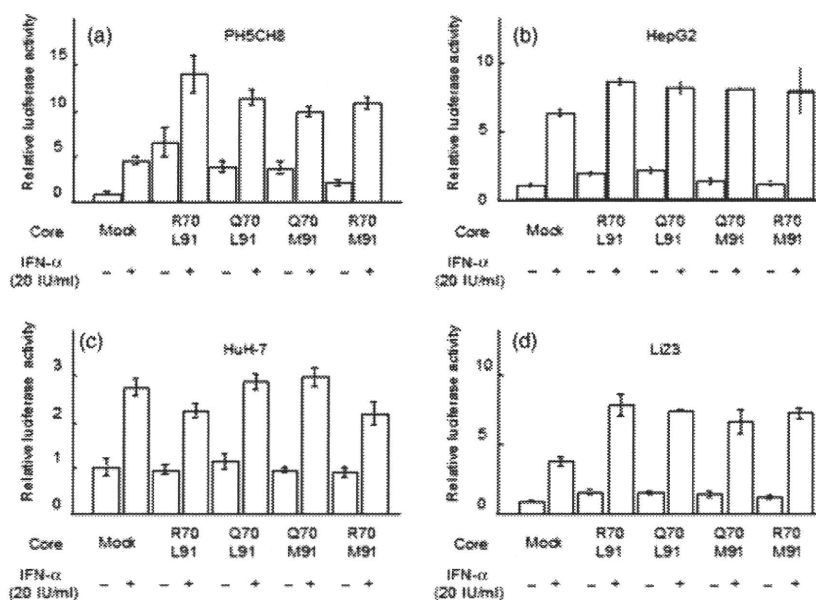 (a) PH5CH8
Relative luciferase activity
15
10
5
0
Core Mock R70 L91 Q70 L91 Q70 M91 R70 M91
IFN-α (20 IU/ml) – + – + – + – + – +
(b) HepG2
Relative luciferase activity
10
5
0
Mock R70 L91 Q70 L91 Q70 M91 R70 M91
Core
IFN-α (20 IU/ml) – + – + – + – + – +
(c) HuH-7
Relative luciferase activity
3
2
1
0
Core Mock R70 L91 Q70 L91 Q70 M91 R70 M91
IFN-α (20 IU/ml) – + – + – + – + – +
(d) Li23
Relative luciferase activity
10
5
0
Core Mock R70 L91 Q70 L91 Q70 M91 R70 M91
IFN-α (20 IU/ml) – + – + – + – + – +